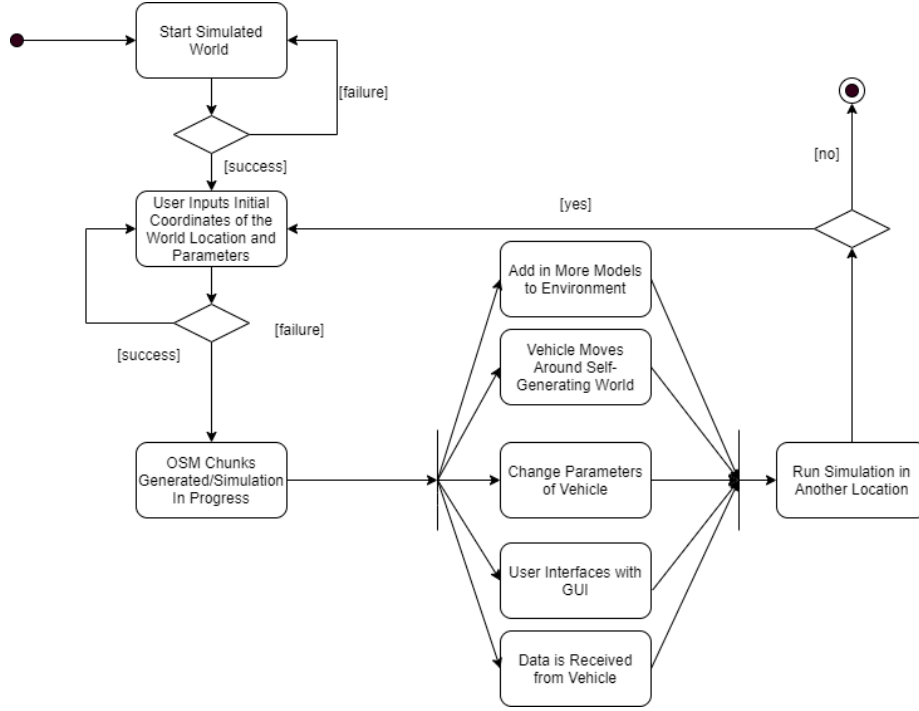 Start Simulated
World
[failure]
[success]
[no]
User Inputs Initial
Coordinates of the
World Location and
Parameters
[yes]
Add in More Models
to Environment
[failure]
[success]
Vehicle Moves
Around Self-
Generating World
OSM Chunks
Generated/Simulation
In Progress
Change Parameters
of Vehicle
Run Simulation in
Another Location
User Interfaces with
GUI
Data is Received
from Vehicle